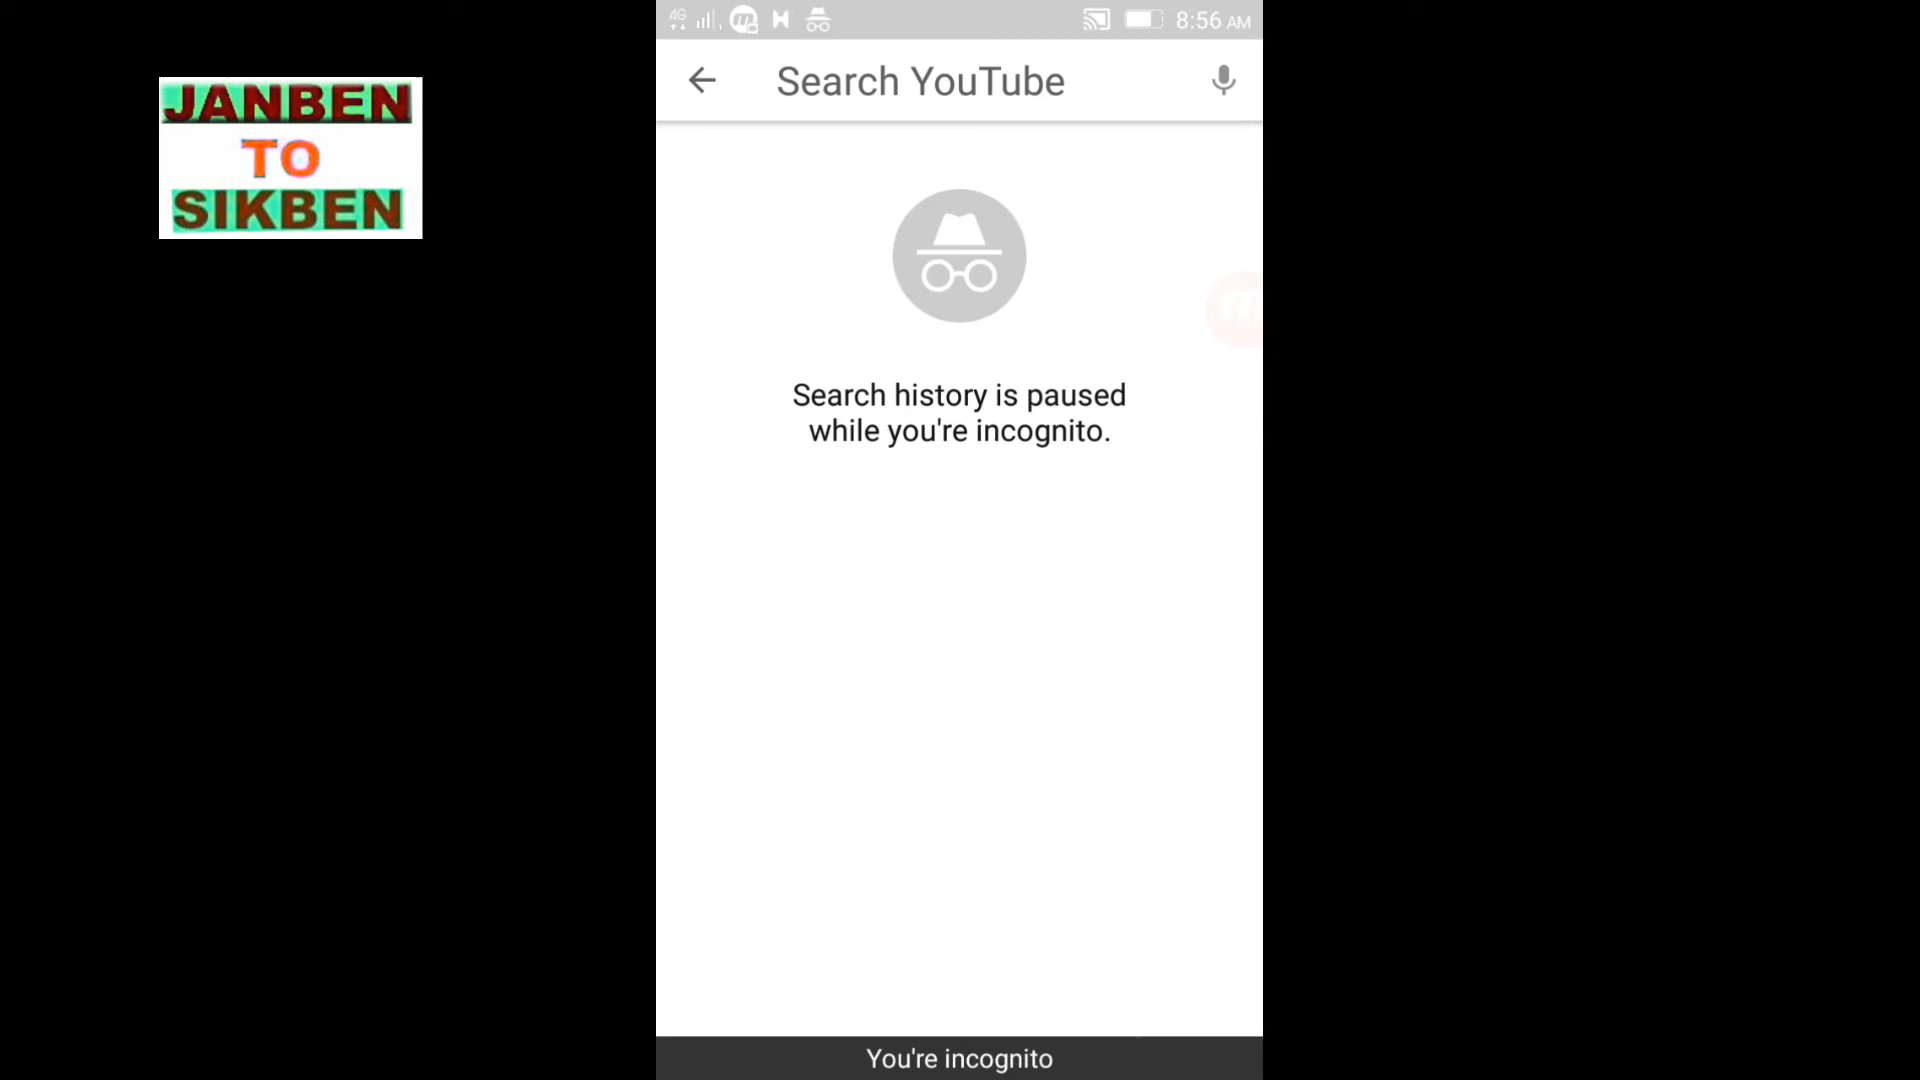 JANBEN
TO
SIKBEN
4G
8:56 AM
Search YouTube
Search history is paused
while you're incognito.
You're incognito